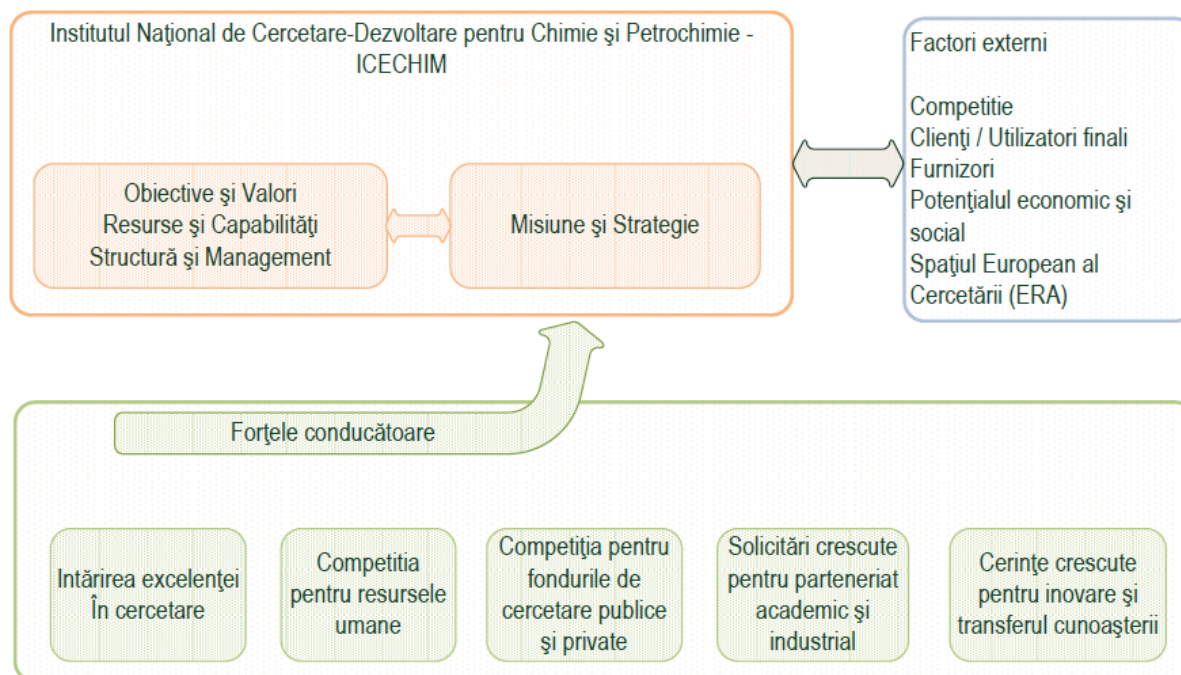 Institutul Naţional de Cercetare-Dezvoltare pentru Chimie şi Petrochimie -
ICECHIM
Obiective şi Valori
Resurse şi Capabilităţi
Structură şi Management
Misiune şi Strategie
Factori externi
Competitie
Clienţi / Utilizatori finali
Furnizori
Potenţialul economic şi
social
Spaţiul European al
Cercetării (ERA)
Forţele conducătoare
Intărirea excelenţei
În cercetare
Competitia
pentru resursele
umane
Competiţia pentru
fondurile de
cercetare publice
şi private
Solicitări crescute
pentru parteneriat
academic şi
industrial
Cerinţe crescute
pentru inovare şi
transferul cunoaşterii